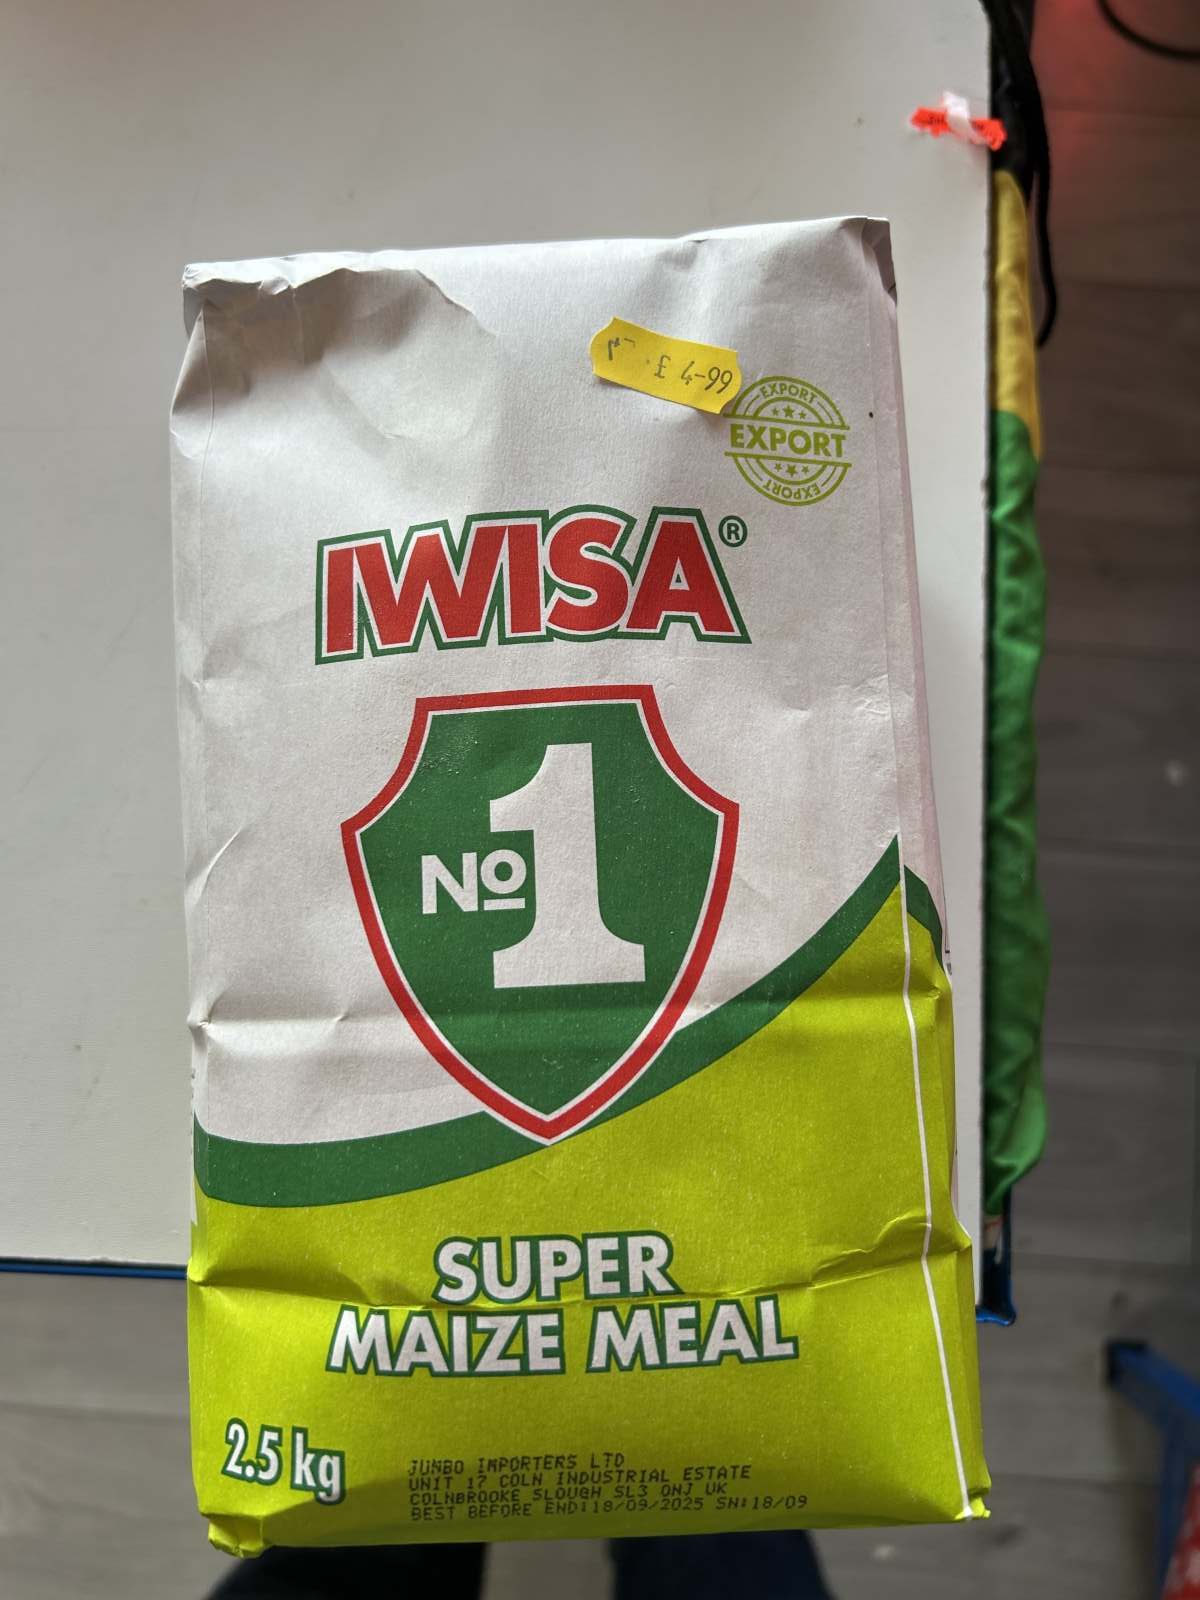 £ 4-99
EXPORT
EXPORT
EXPORT
IWISA®
No 1
SUPER
MAIZE MEAL
2.5 kg
JUMBO IMPORTERS LTD
UNIT 17 COLN INDUSTRIAL ESTATE
COLNBROOKE SLOUGH SL3 0NJ UK
BEST BEFORE END:18/09/2025 SH:18/09